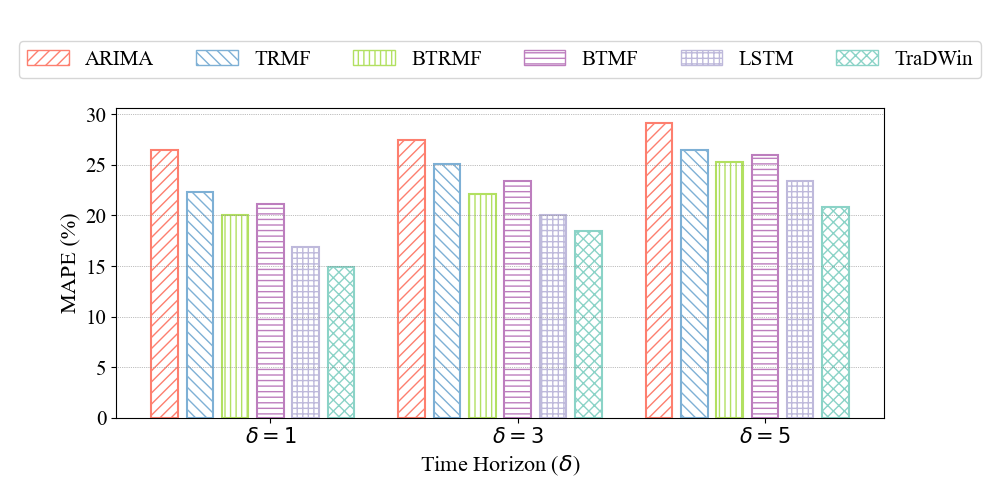 ARIMA TRMF BTRMF BTMF LSTM TraDWin
30
25
20
15
10
5
0
MAPE (%)
δ = 1 δ = 3 δ = 5
Time Horizon (δ)